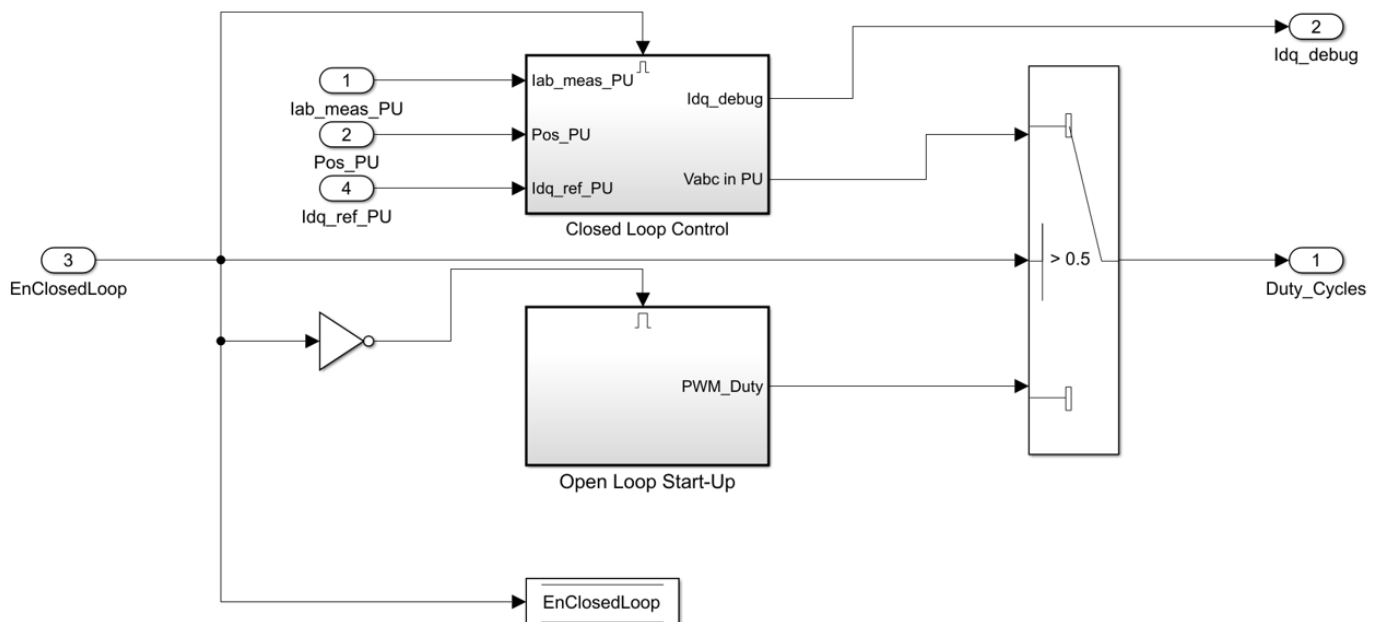 2
Idq_debug
1
Iab_meas_PU
2
Pos_PU
4
Idq_ref_PU
Iab_meas_PU
Pos_PU
Idq_ref_PU
Idq_debug
Vabc in PU
Closed Loop Control
3
EnClosedLoop
> 0.5
1
Duty_Cycles
PWM_Duty
Open Loop Start-Up
EnClosedLoop